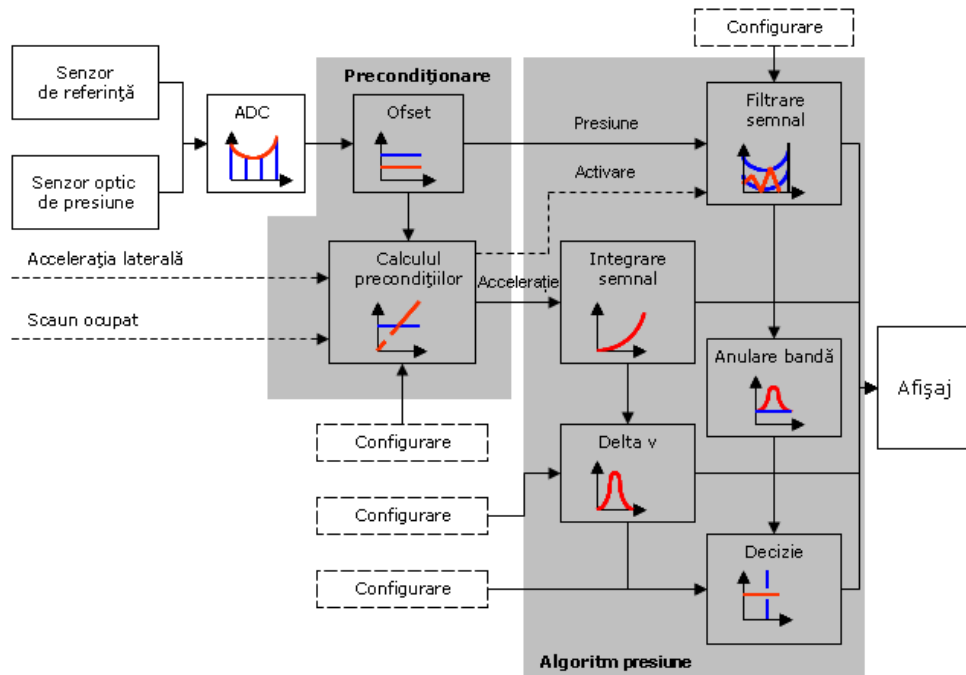 Configurare
Senzor
de referinţă
Precondiţionare
ADC
Ofset
Filtrare
semnal
Presiune
Senzor optic
de presiune
Activare
Acceleraţia laterală
Calculul
precondiţiilor
Acceleraţie
Integrare
semnal
Scaun ocupat
Anulare bandă
Afişaj
Configurare
Delta v
Configurare
Decizie
Configurare
Algoritm presiune